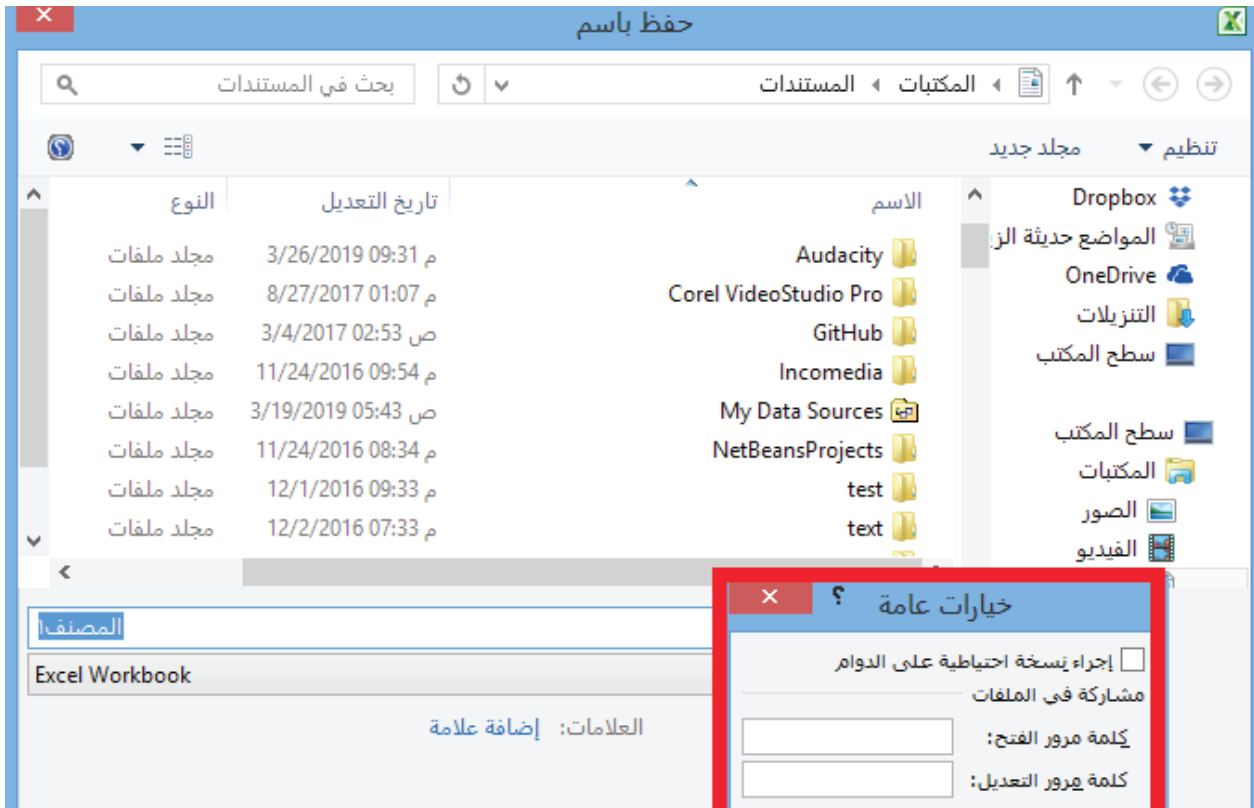 حفظ باسم
المكتبات المستندات
بحث في المستندات
تنظيم مجلد جديد
Dropbox
المواضع حديثة الز
OneDrive
التنزيلات
سطح المكتب
سطح المكتب
المكتبات
الصور
الفيديو
الاسم تاريخ التعديل النوع
Audacity 3/26/2019 09:31 م مجلد ملفات
Corel VideoStudio Pro 8/27/2017 01:07 م مجلد ملفات
GitHub 3/4/2017 02:53 ص مجلد ملفات
Incomedia 11/24/2016 09:54 م مجلد ملفات
My Data Sources 3/19/2019 05:43 ص مجلد ملفات
NetBeansProjects 11/24/2016 08:34 م مجلد ملفات
test 12/1/2016 09:33 م مجلد ملفات
text 12/2/2016 07:33 م مجلد ملفات
المصنف١
Excel Workbook
العلامات: إضافة علامة
خيارات عامة ؟
إجراء نسخة احتياطية على الدوام
مشاركة في الملفات
كلمة مرور الفتح:
كلمة مرور التعديل: